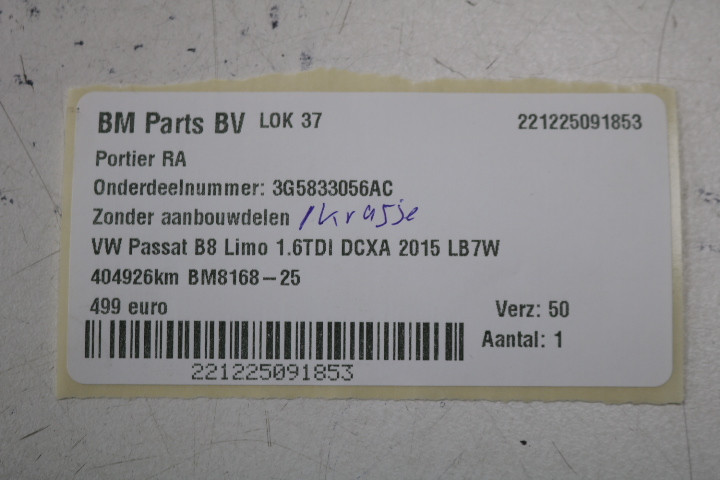 BM Parts BV LOK 37 221225091853
Portier RA
Onderdeelnummer: 3G5833056AC
Zonder aanbouwdelen /krasje
VW Passat B8 Limo 1.6TDI DCXA 2015 LB7W
404926km BM8168-25
499 euro Verz: 50
Aantal: 1
221225091853